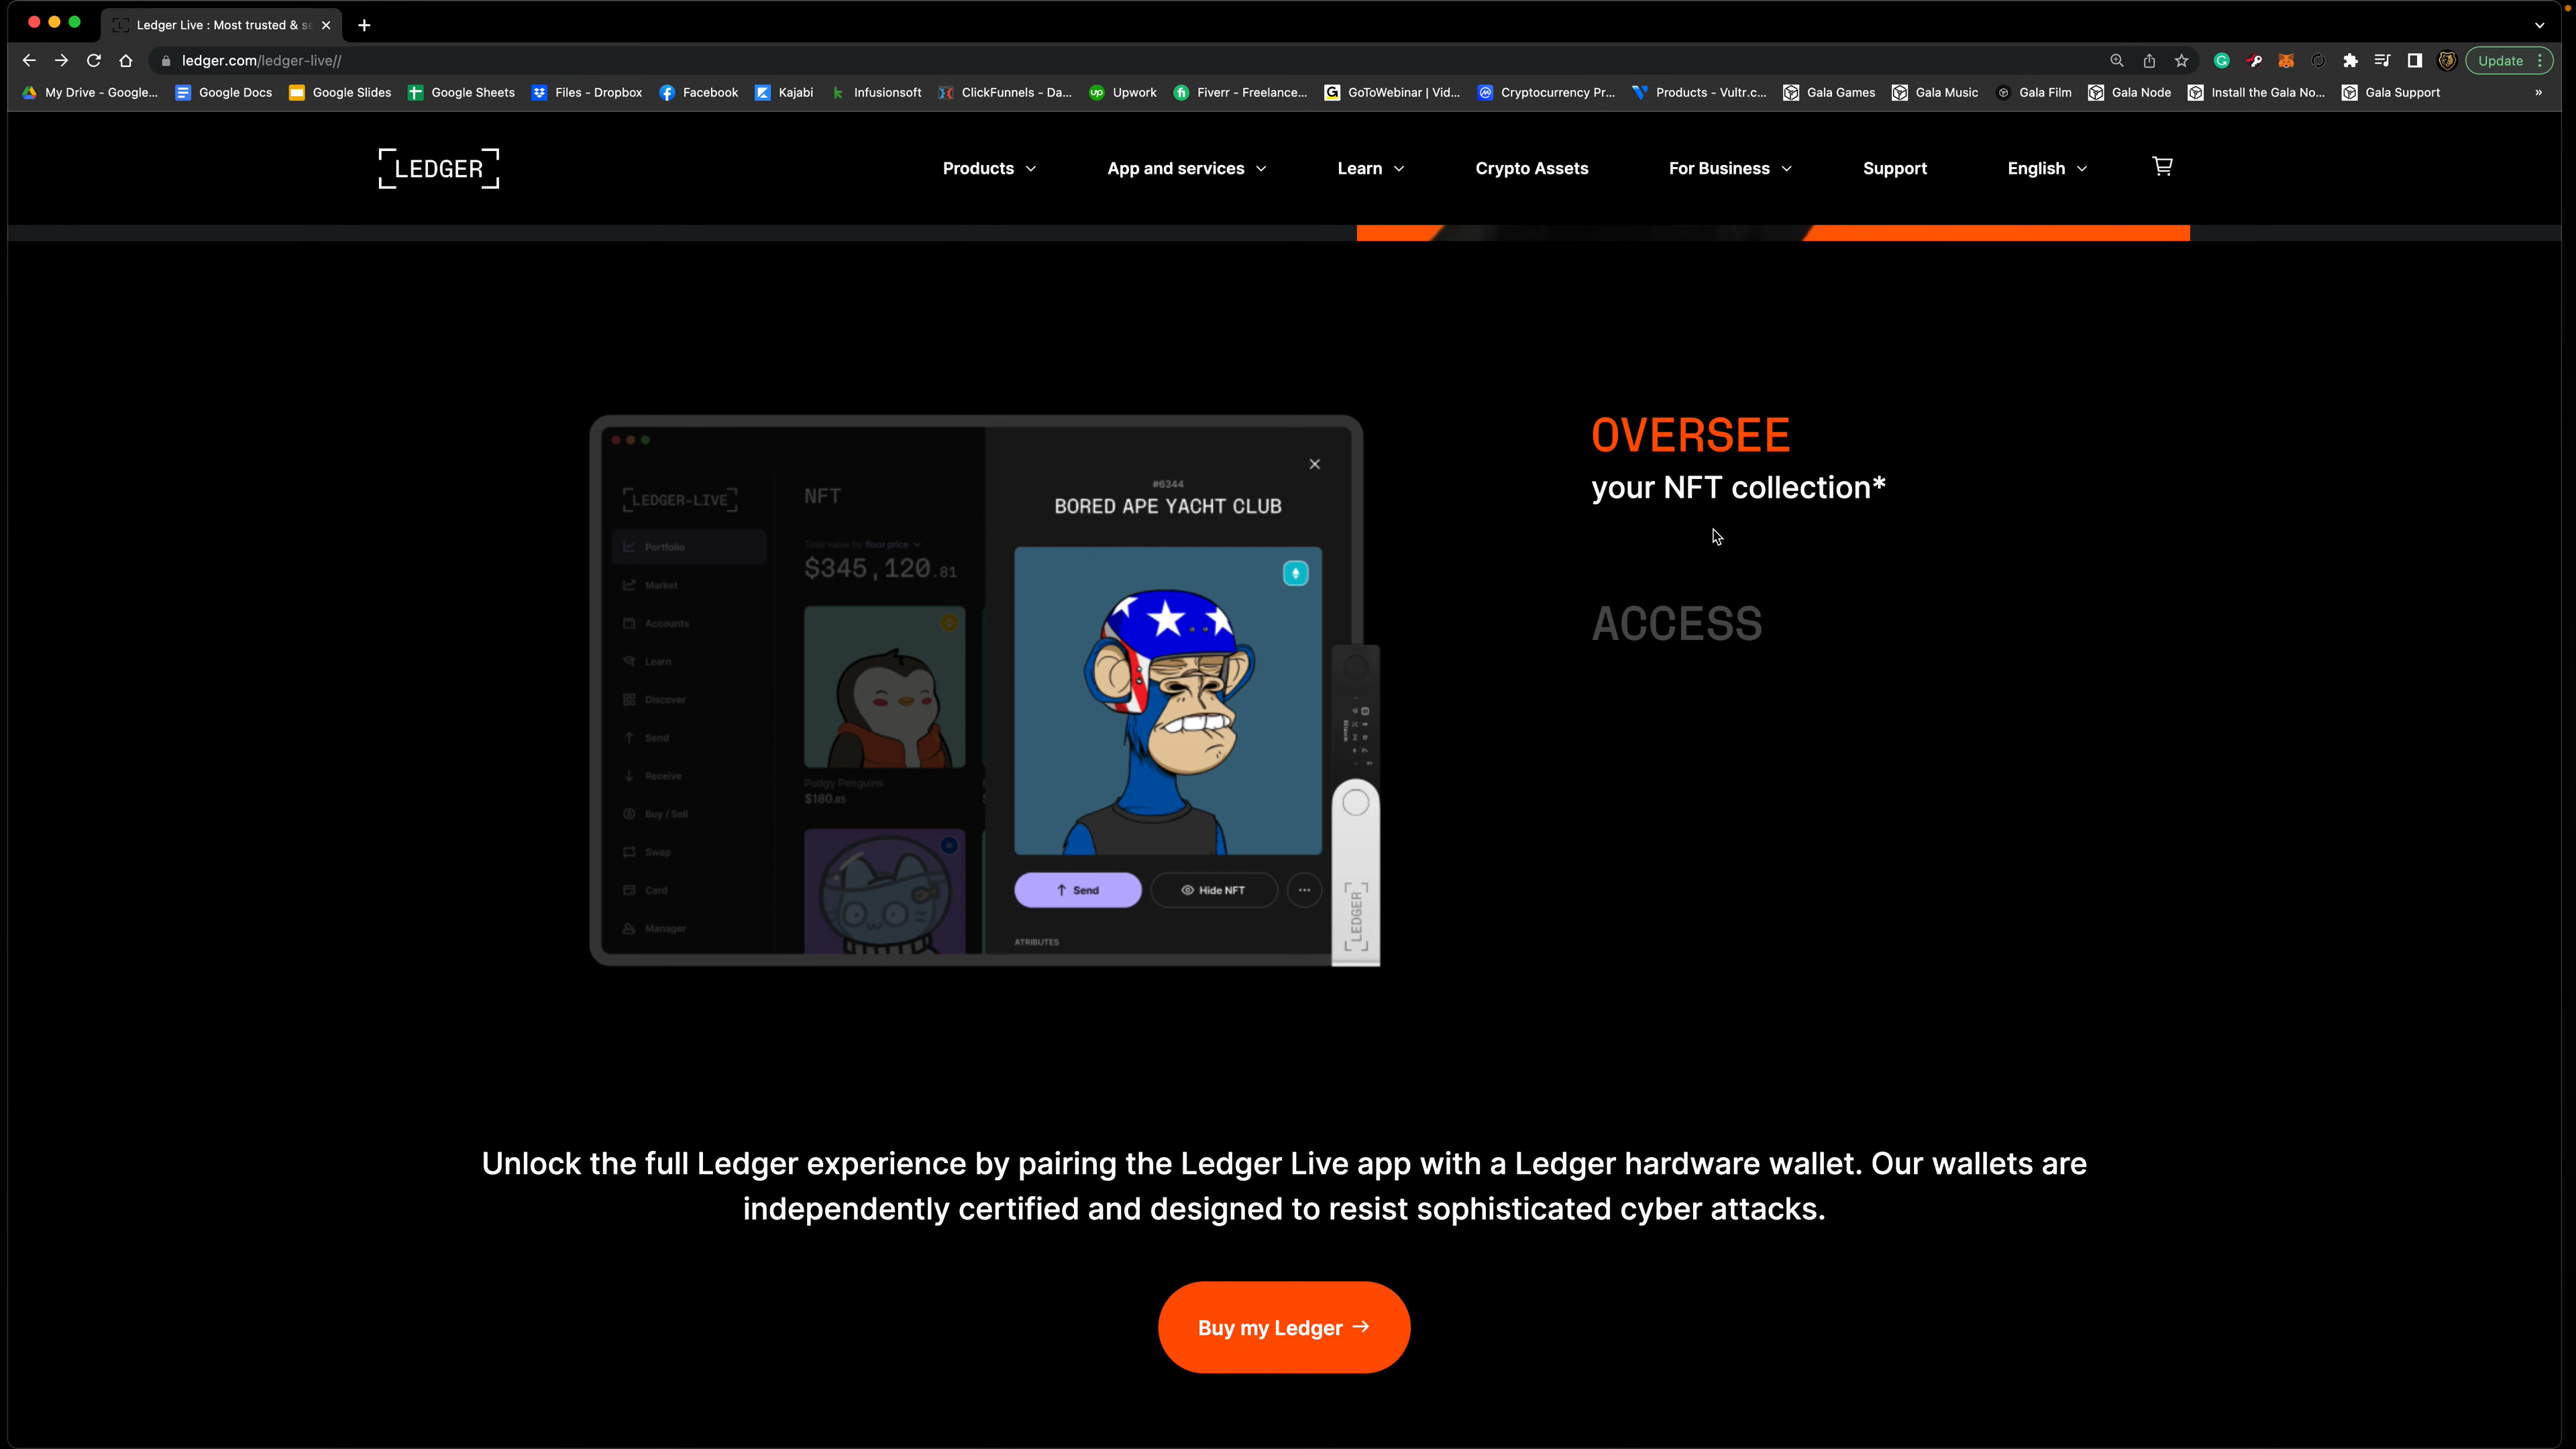 Ledger Live : Most trusted & se
ledger.com/ledger-live//
Update
My Drive - Google...
Google Docs
Google Slides
Google Sheets
Files - Dropbox
Facebook
Kajabi
Infusionsoft
ClickFunnels - Da...
Upwork
Fiverr - Freelance...
GoToWebinar | Vid...
Cryptocurrency Pr...
Products - Vultr.c...
Gala Games
Gala Music
Gala Film
Gala Node
Install the Gala No...
Gala Support
»
LEDGER
Products
App and services
Learn
Crypto Assets
For Business
Support
English
LEDGER-LIVE
Portfolio
Market
Accounts
Learn
Discover
Send
Receive
Buy / Sell
Swap
Card
Manager
NFT
Total value by floor price
$345,120.81
Pudgy Penguins
$180.85
#6344
BORED APE YACHT CLUB
Send
Hide NFT
ATRIBUTES
LEDGER
OVERSEE
your NFT collection*
ACCESS
Unlock the full Ledger experience by pairing the Ledger Live app with a Ledger hardware wallet. Our wallets are
independently certified and designed to resist sophisticated cyber attacks.
Buy my Ledger →